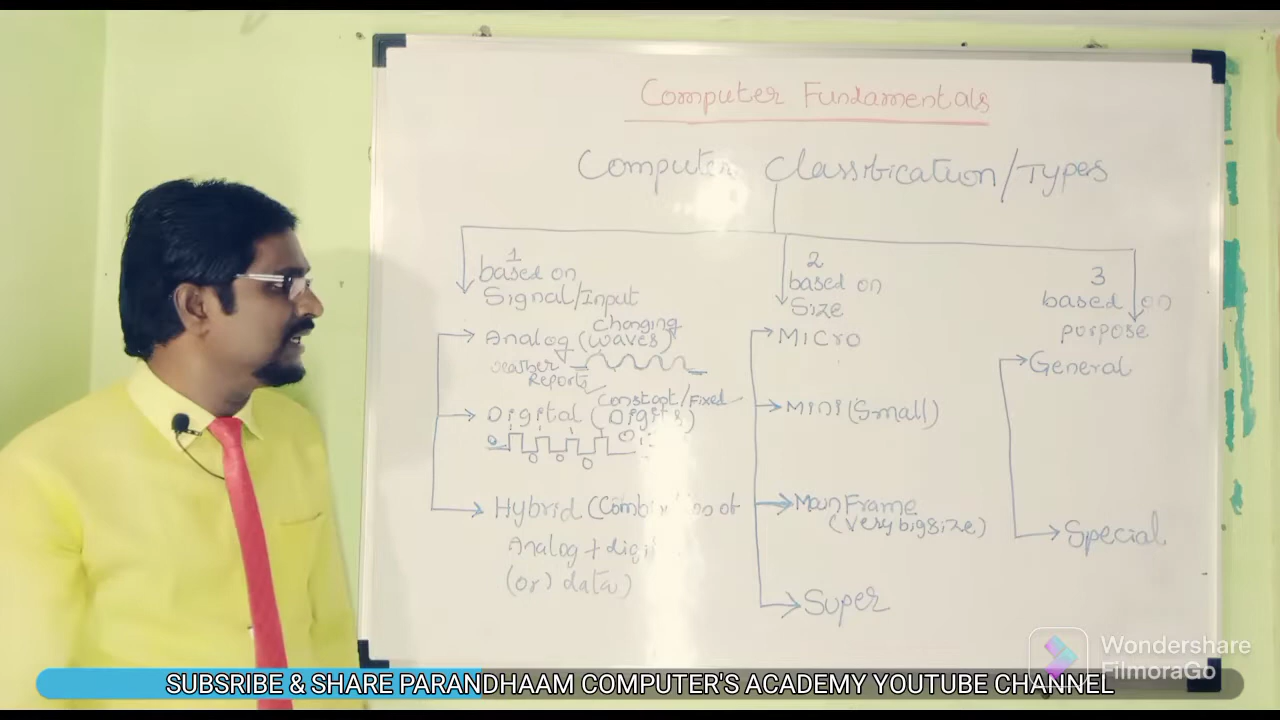 Computer Fundamentals
Computer Classification/Types
1
based on
Signal/Input
Analog (waves)
changing
Reports
Digital (Digits)
constant/Fixed
Hybrid (Combination of
Analog + digi
(or) data)
2
based on
Size
Micro
Mini (Small)
Main Frame
(Very big size)
Super
3
based on
purpose
General
Special
Wondershare
FilmoraGo
SUBSRIBE & SHARE PARANDHAAM COMPUTER'S ACADEMY YOUTUBE CHANNEL